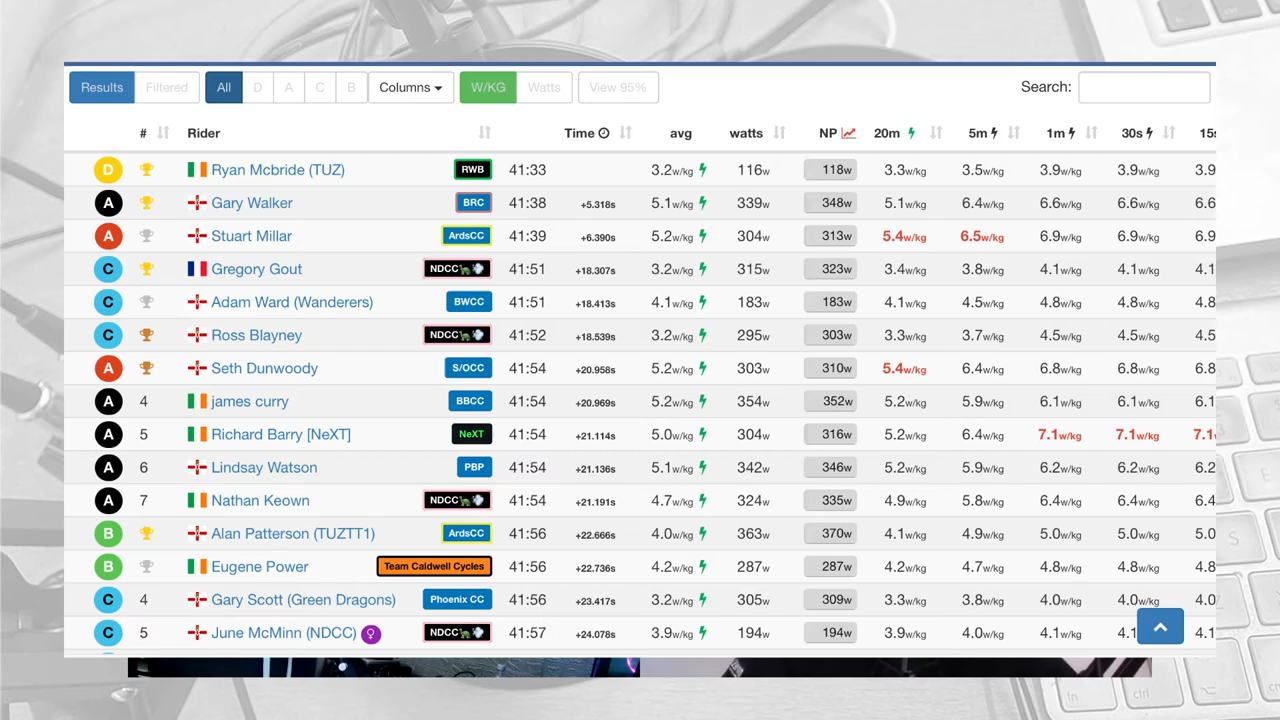 Results Filtered All D A C B Columns W/KG Watts View 95% Search:
# Rider Time avg watts NP 20m 5m 1m 30s 15s
D Ryan Mcbride (TUZ) RWB 41:33 3.2w/kg 116w 118w 3.3w/kg 3.5w/kg 3.9w/kg 3.9w/kg 3.9
A Gary Walker BRC 41:38 +5.318s 5.1w/kg 339w 348w 5.1w/kg 6.4w/kg 6.6w/kg 6.6w/kg 6.6
A Stuart Millar ArdsCC 41:39 +6.390s 5.2w/kg 304w 313w 5.4w/kg 6.5w/kg 6.9w/kg 6.9w/kg 6.9
C Gregory Gout NDCC 41:51 +18.307s 3.2w/kg 315w 323w 3.4w/kg 3.8w/kg 4.1w/kg 4.1w/kg 4.1
C Adam Ward (Wanderers) BWCC 41:51 +18.413s 4.1w/kg 183w 183w 4.1w/kg 4.5w/kg 4.8w/kg 4.8w/kg 4.8
C Ross Blayney NDCC 41:52 +18.539s 3.2w/kg 295w 303w 3.3w/kg 3.7w/kg 4.5w/kg 4.5w/kg 4.5
A Seth Dunwoody S/OCC 41:54 +20.958s 5.2w/kg 303w 310w 5.4w/kg 6.4w/kg 6.8w/kg 6.8w/kg 6.8
A 4 james curry BBCC 41:54 +20.969s 5.2w/kg 354w 352w 5.2w/kg 5.9w/kg 6.1w/kg 6.1w/kg 6.1
A 5 Richard Barry [NeXT] NeXT 41:54 +21.114s 5.0w/kg 304w 316w 5.2w/kg 6.4w/kg 7.1w/kg 7.1w/kg 7.1
A 6 Lindsay Watson PBP 41:54 +21.136s 5.1w/kg 342w 346w 5.2w/kg 5.9w/kg 6.2w/kg 6.2w/kg 6.2
A 7 Nathan Keown NDCC 41:54 +21.191s 4.7w/kg 324w 335w 4.9w/kg 5.8w/kg 6.4w/kg 6.4w/kg 6.4
B Alan Patterson (TUZTT1) ArdsCC 41:56 +22.666s 4.0w/kg 363w 370w 4.1w/kg 4.9w/kg 5.0w/kg 5.0w/kg 5.0
B Eugene Power Team Caldwell Cycles 41:56 +22.736s 4.2w/kg 287w 287w 4.2w/kg 4.7w/kg 4.8w/kg 4.8w/kg 4.8
C 4 Gary Scott (Green Dragons) Phoenix CC 41:56 +23.417s 3.2w/kg 305w 309w 3.3w/kg 3.8w/kg 4.0w/kg 4.0w/kg 4.0
C 5 June McMinn (NDCC) NDCC 41:57 +24.078s 3.9w/kg 194w 194w 3.9w/kg 4.0w/kg 4.1w/kg 4.1 4.1
S
fn ctrl